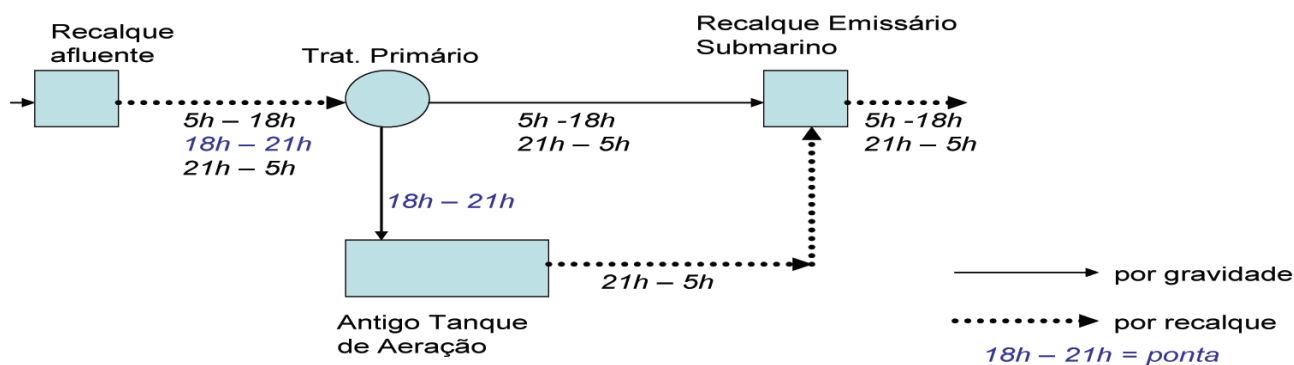 Recalque
afluente
Trat. Primário
Recalque Emissário
Submarino
5h – 18h
18h – 21h
21h – 5h
5h -18h
21h – 5h
5h -18h
21h – 5h
18h – 21h
21h – 5h
Antigo Tanque
de Aeração
por gravidade
por recalque
18h – 21h = ponta